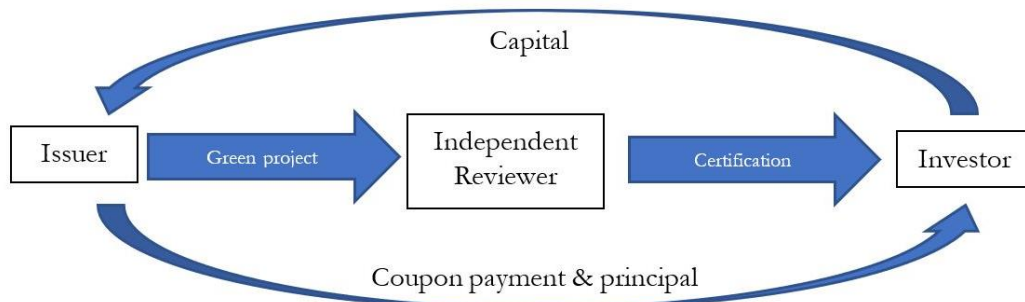 Capital
Issuer
Green project
Independent
Reviewer
Certification
Investor
Coupon payment & principal